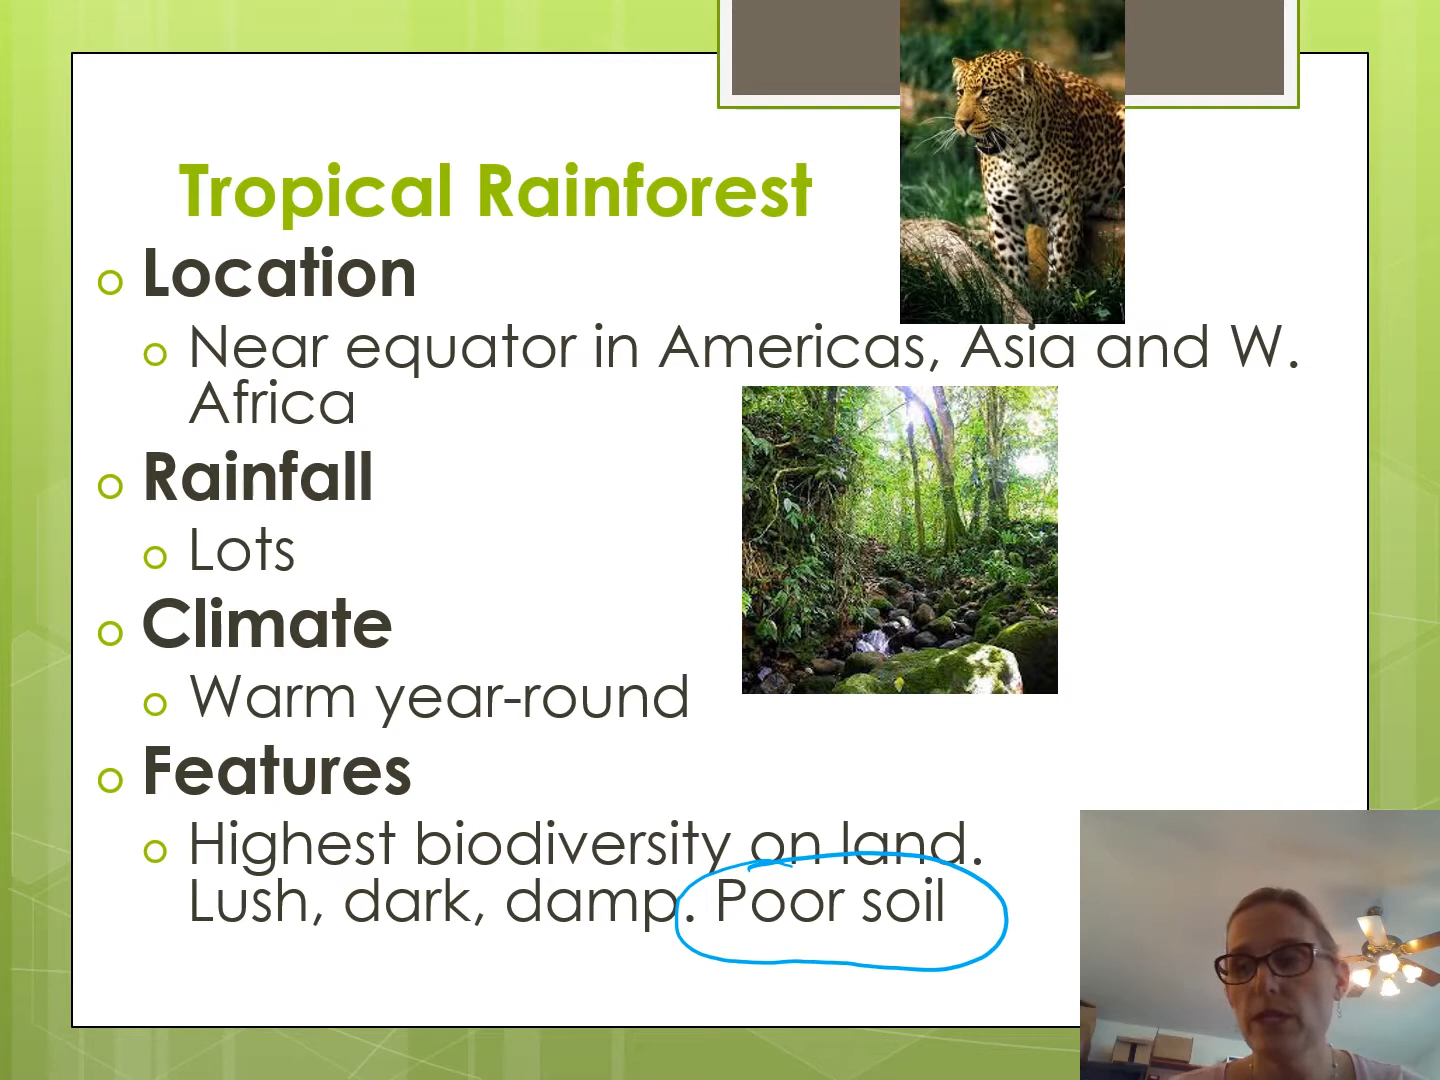 Tropical Rainforest
Location
Near equator in Americas, Asia and W.
Africa
Rainfall
Lots
Climate
Warm year-round
Features
Highest biodiversity on land.
Lush, dark, damp. Poor soil